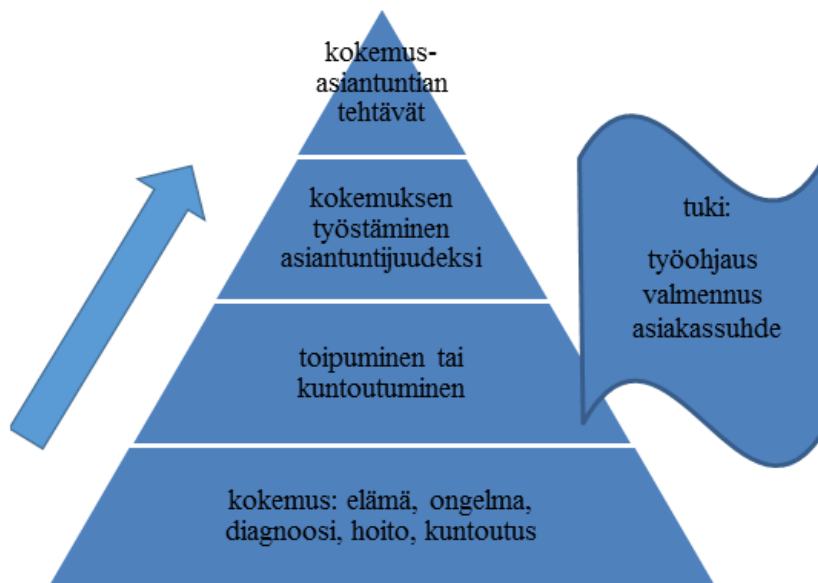 kokemus-
asiantuntian
tehtävät
kokemuksen
työstäminen
asiantuntijuudeksi
toipuminen tai
kuntoutuminen
kokemus: elämä, ongelma,
diagnoosi, hoito, kuntoutus
tuki:
työohjaus
valmennus
asiakassuhde